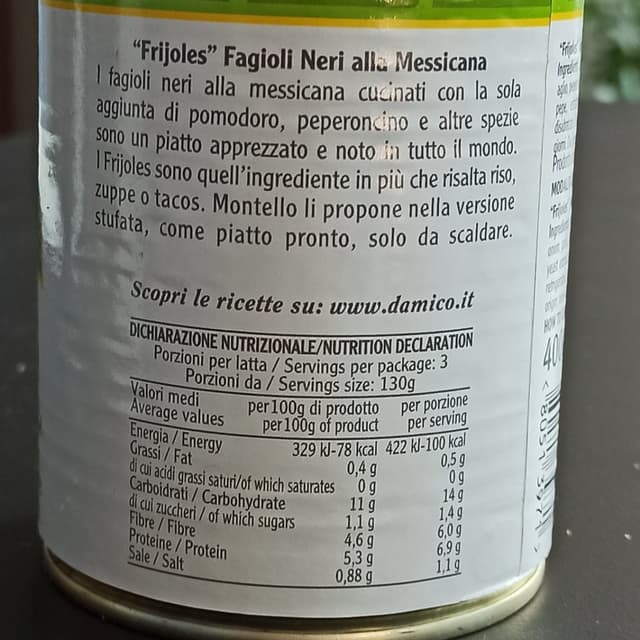 "Frijoles" Fagioli Neri alla Messicana
I fagioli neri alla messicana cucinati con la sola
aggiunta di pomodoro, peperoncino e altre spezie
sono un piatto apprezzato e noto in tutto il mondo.
I Frijoles sono quell'ingrediente in più che risalta riso,
zuppe o tacos. Montello li propone nella versione
stufata, come piatto pronto, solo da scaldare.
Scopri le ricette su: www.damico.it
DICHIARAZIONE NUTRIZIONALE/NUTRITION DECLARATION
Porzioni per latta / Servings per package: 3
Porzioni da / Servings size: 130g
Valori medi per 100g di prodotto per porzione
Average values per 100g of product per serving
Energia / Energy 329 kJ-78 kcal 422 kJ-100 kcal
Grassi / Fat 0,4 g 0,5 g
di cui acidi grassi saturi/of which saturates 0 g 0 g
Carboidrati / Carbohydrate 11 g 14 g
di cui zuccheri / of which sugars 1,1 g 1,4 g
Fibre / Fibre 4,6 g 6,0 g
Proteine / Protein 5,3 g 6,9 g
Sale / Salt 0,88 g 1,1 g